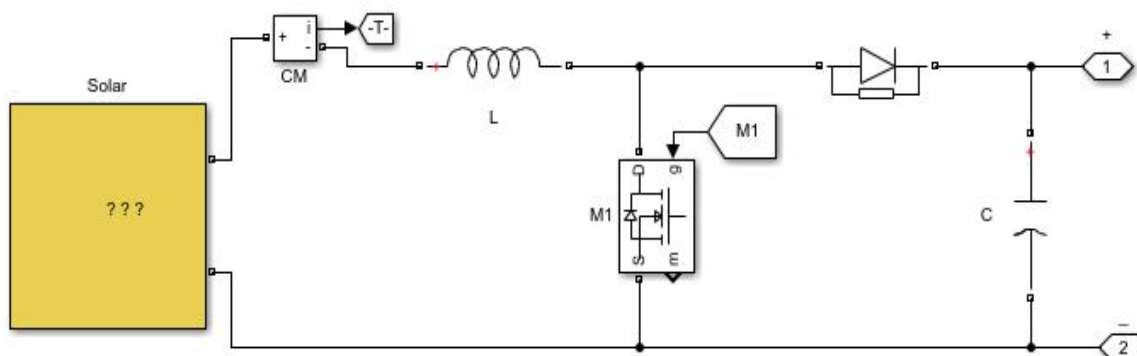 + i -
-T-
CM
Solar
? ? ?
L
M1
M1
D g
S m
C
+
1
–
2